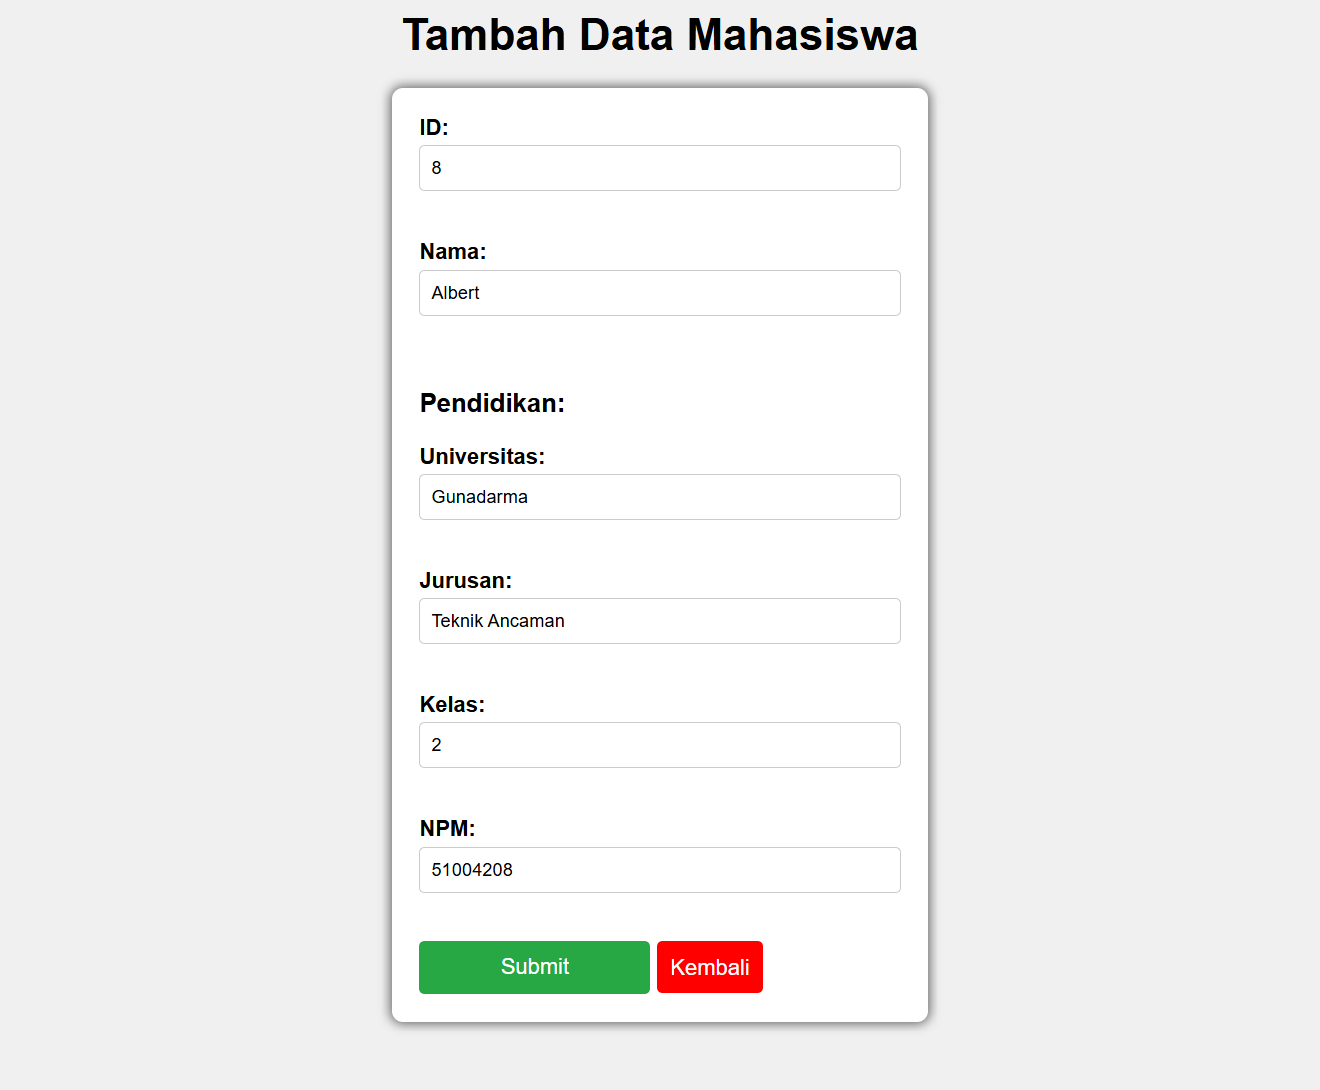 Tambah Data Mahasiswa
ID:
8
Nama:
Albert
Pendidikan:
Universitas:
Gunadarma
Jurusan:
Teknik Ancaman
Kelas:
2
NPM:
51004208
Submit Kembali